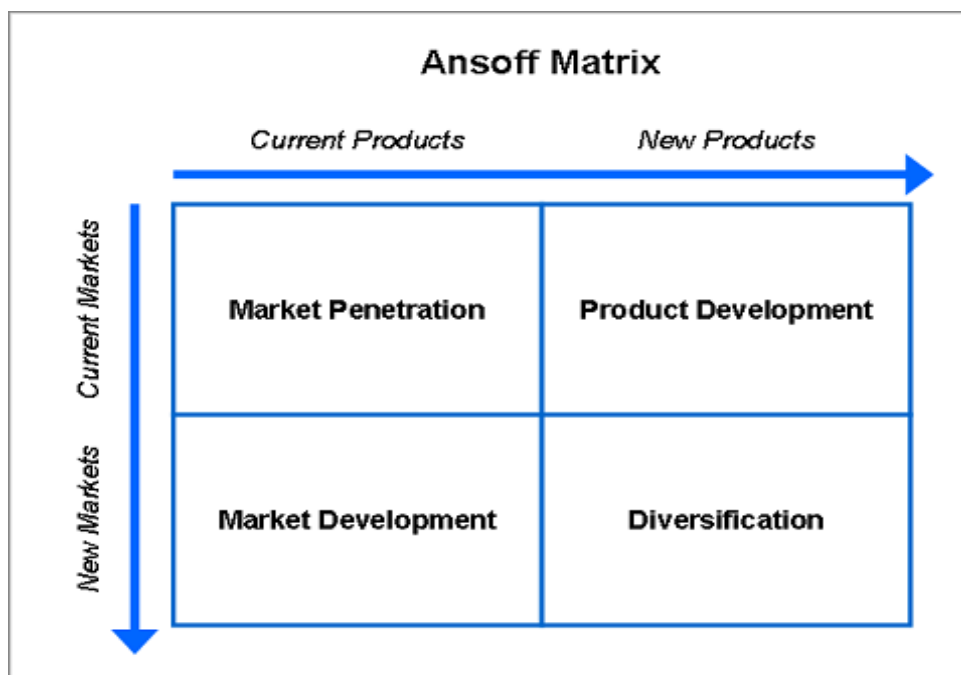 Ansoff Matrix
Current Products
New Products
Current Markets
Market Penetration
Product Development
New Markets
Market Development
Diversification